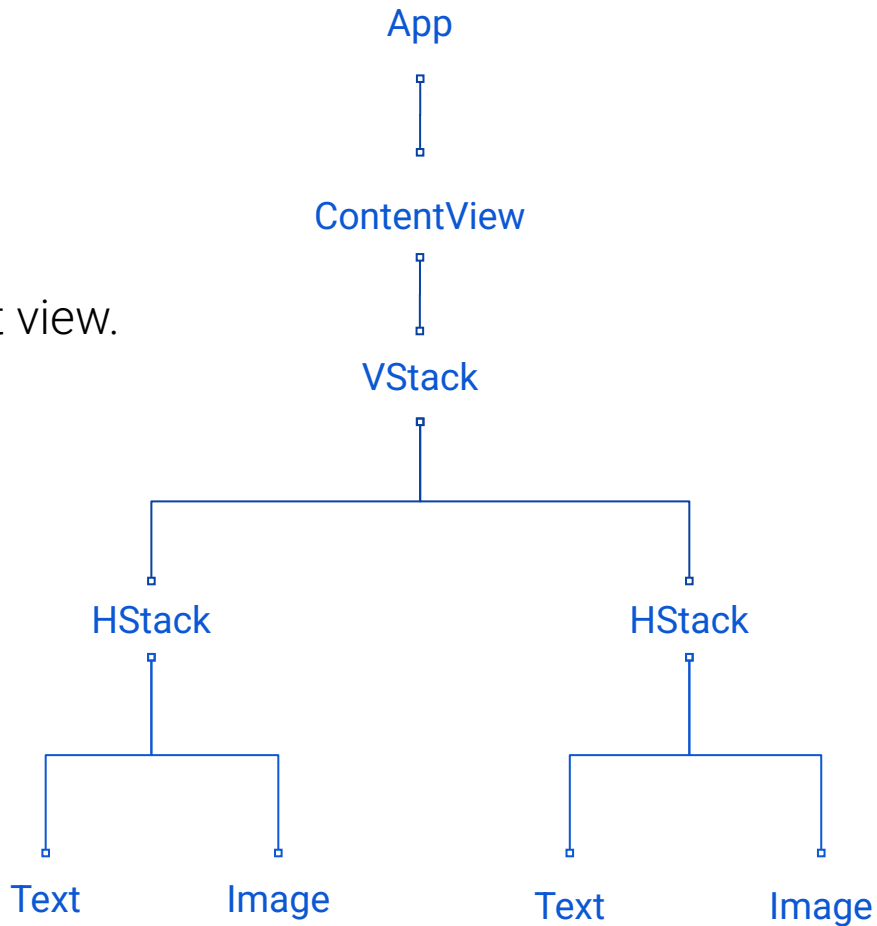 App
ContentView
t view.
VStack
HStack HStack
Text Image Text Image